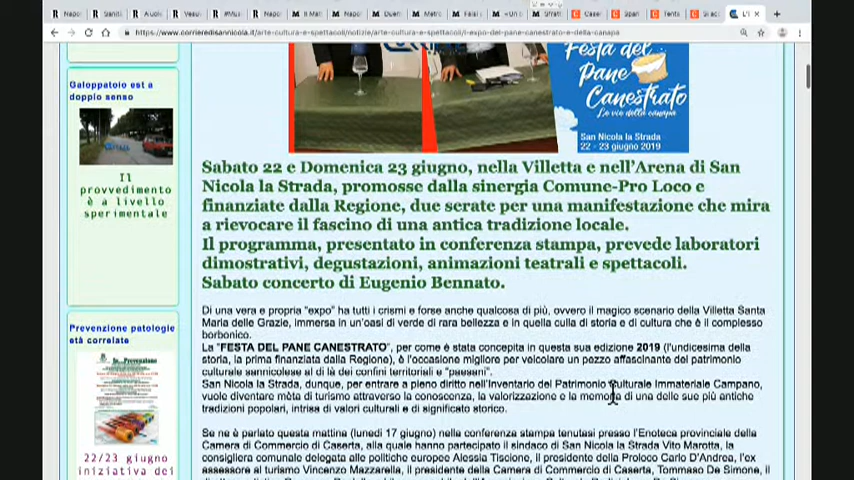 https://www.corrieredisannicola.it/arte-cultura-e-spettacoli/notizie/arte-cultura-e-spettacoli/l-expo-del-pane-canestrato-e-della-canapa
Galoppatoio est a
doppio senso
Il
provvedimento
è a livello
sperimentale
Prevenzione patologie
età correlate
22/23 giugno
iniziativa dei
Festa del
Pane
Canestrato
Le vie della canapa
San Nicola la Strada
22 - 23 giugno 2019
Sabato 22 e Domenica 23 giugno, nella Villetta e nell'Arena di San
Nicola la Strada, promosse dalla sinergia Comune-Pro Loco e
finanziate dalla Regione, due serate per una manifestazione che mira
a rievocare il fascino di una antica tradizione locale.
Il programma, presentato in conferenza stampa, prevede laboratori
dimostrativi, degustazioni, animazioni teatrali e spettacoli.
Sabato concerto di Eugenio Bennato.
Di una vera e propria "expo" ha tutti i crismi e forse anche qualcosa di più, ovvero il magico scenario della Villetta Santa
Maria delle Grazie, immersa in un'oasi di verde di rara bellezza e in quella culla di storia e di cultura che è il complesso
borbonico.
La "FESTA DEL PANE CANESTRATO", per come è stata concepita in questa sua edizione 2019 (l'undicesima della
storia, la prima finanziata dalla Regione), è l'occasione migliore per veicolare un pezzo affascinante del patrimonio
culturale sannicolese al di là dei confini territoriali e "paesani".
San Nicola la Strada, dunque, per entrare a pieno diritto nell'Inventario del Patrimonio Culturale Immateriale Campano,
vuole diventare mèta di turismo attraverso la conoscenza, la valorizzazione e la memoria di una delle sue più antiche
tradizioni popolari, intrisa di valori culturali e di significato storico.
Se ne è parlato questa mattina (lunedì 17 giugno) nelle conferenza stampa tenutasi presso l'Enoteca provinciale della
Camera di Commercio di Caserta, alla quale hanno partecipato il sindaco di San Nicola la Strada Vito Marotta, la
consigliera comunale delegata alle politiche europee Alessia Tiscione, il presidente della Proloco Carlo D'Andrea, l'ex
assessore al turismo Vincenzo Mazzarella, il presidente della Camera di Commercio di Caserta, Tommaso De Simone, il